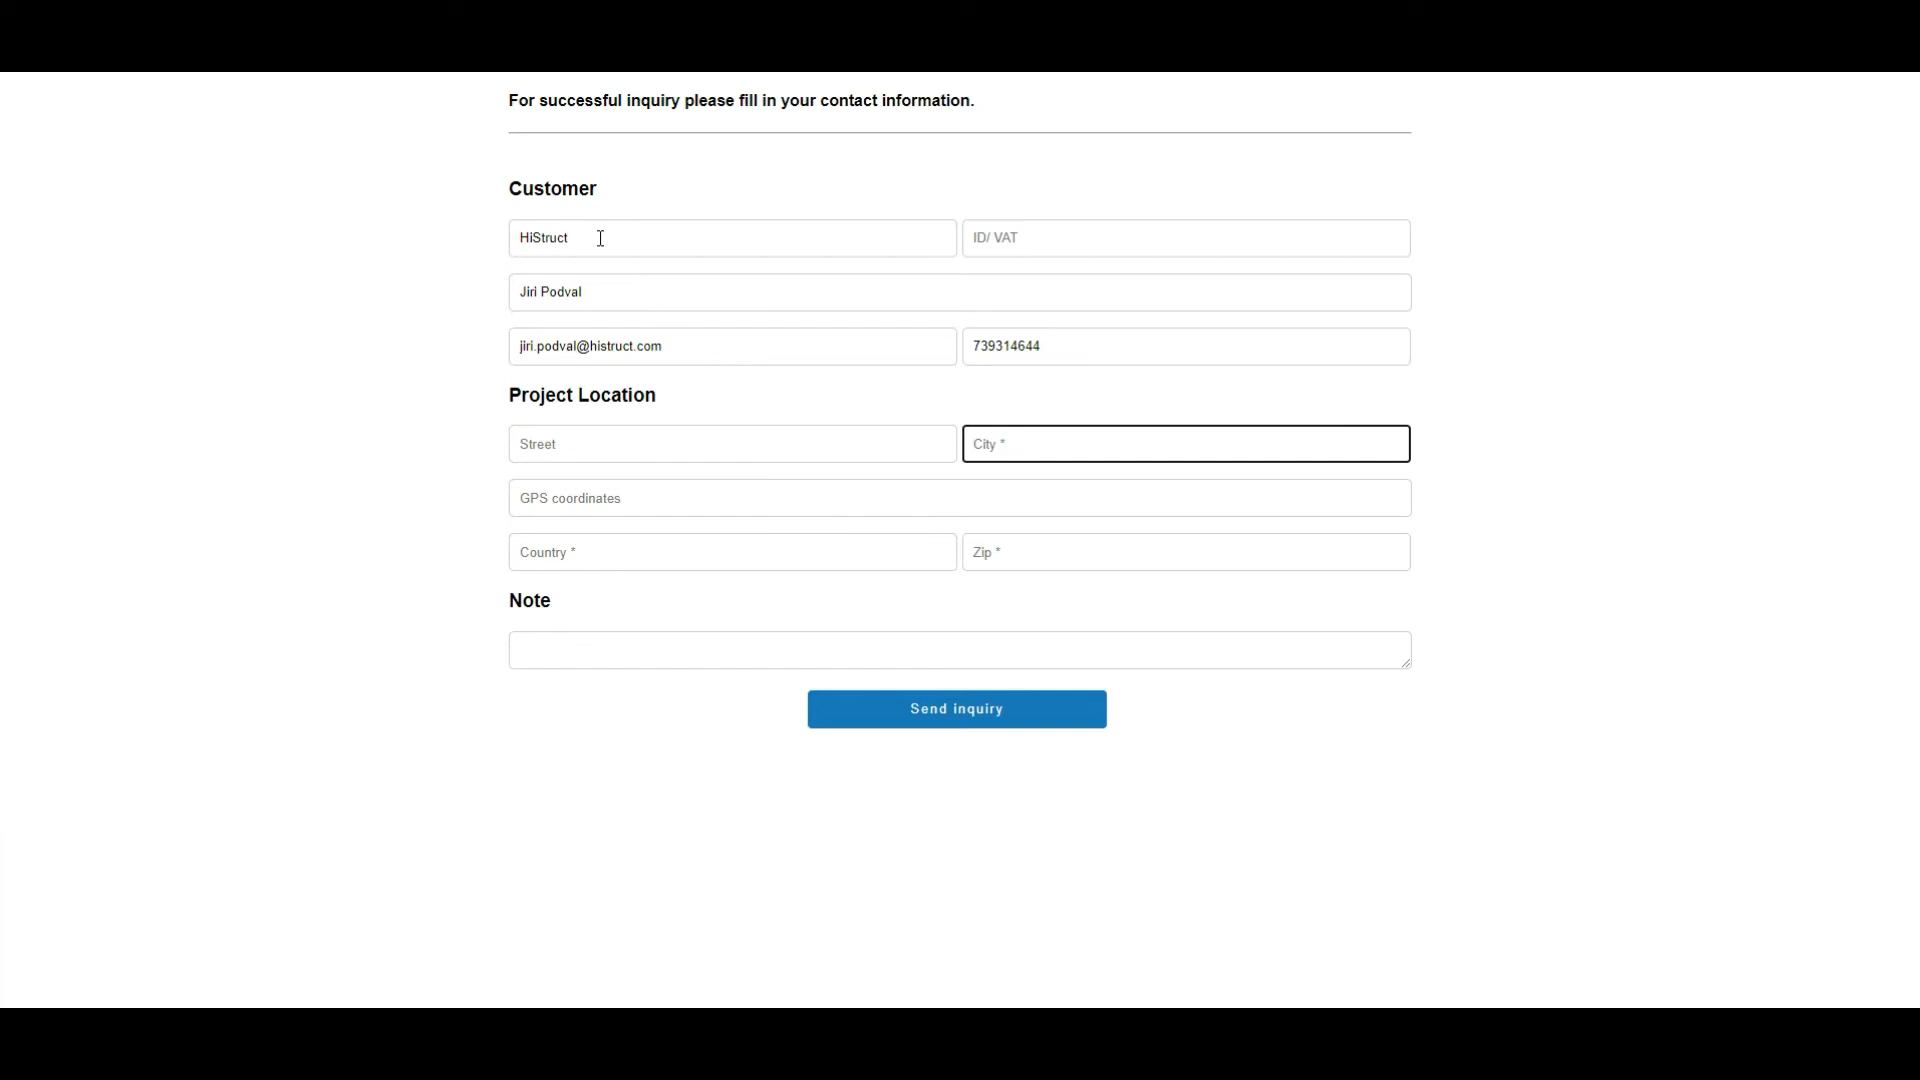 For successful inquiry please fill in your contact information.
Customer
HiStruct
ID/ VAT
Jiri Podval
jiri.podval@histruct.com
739314644
Project Location
Street
City *
GPS coordinates
Country *
Zip *
Note
Send inquiry